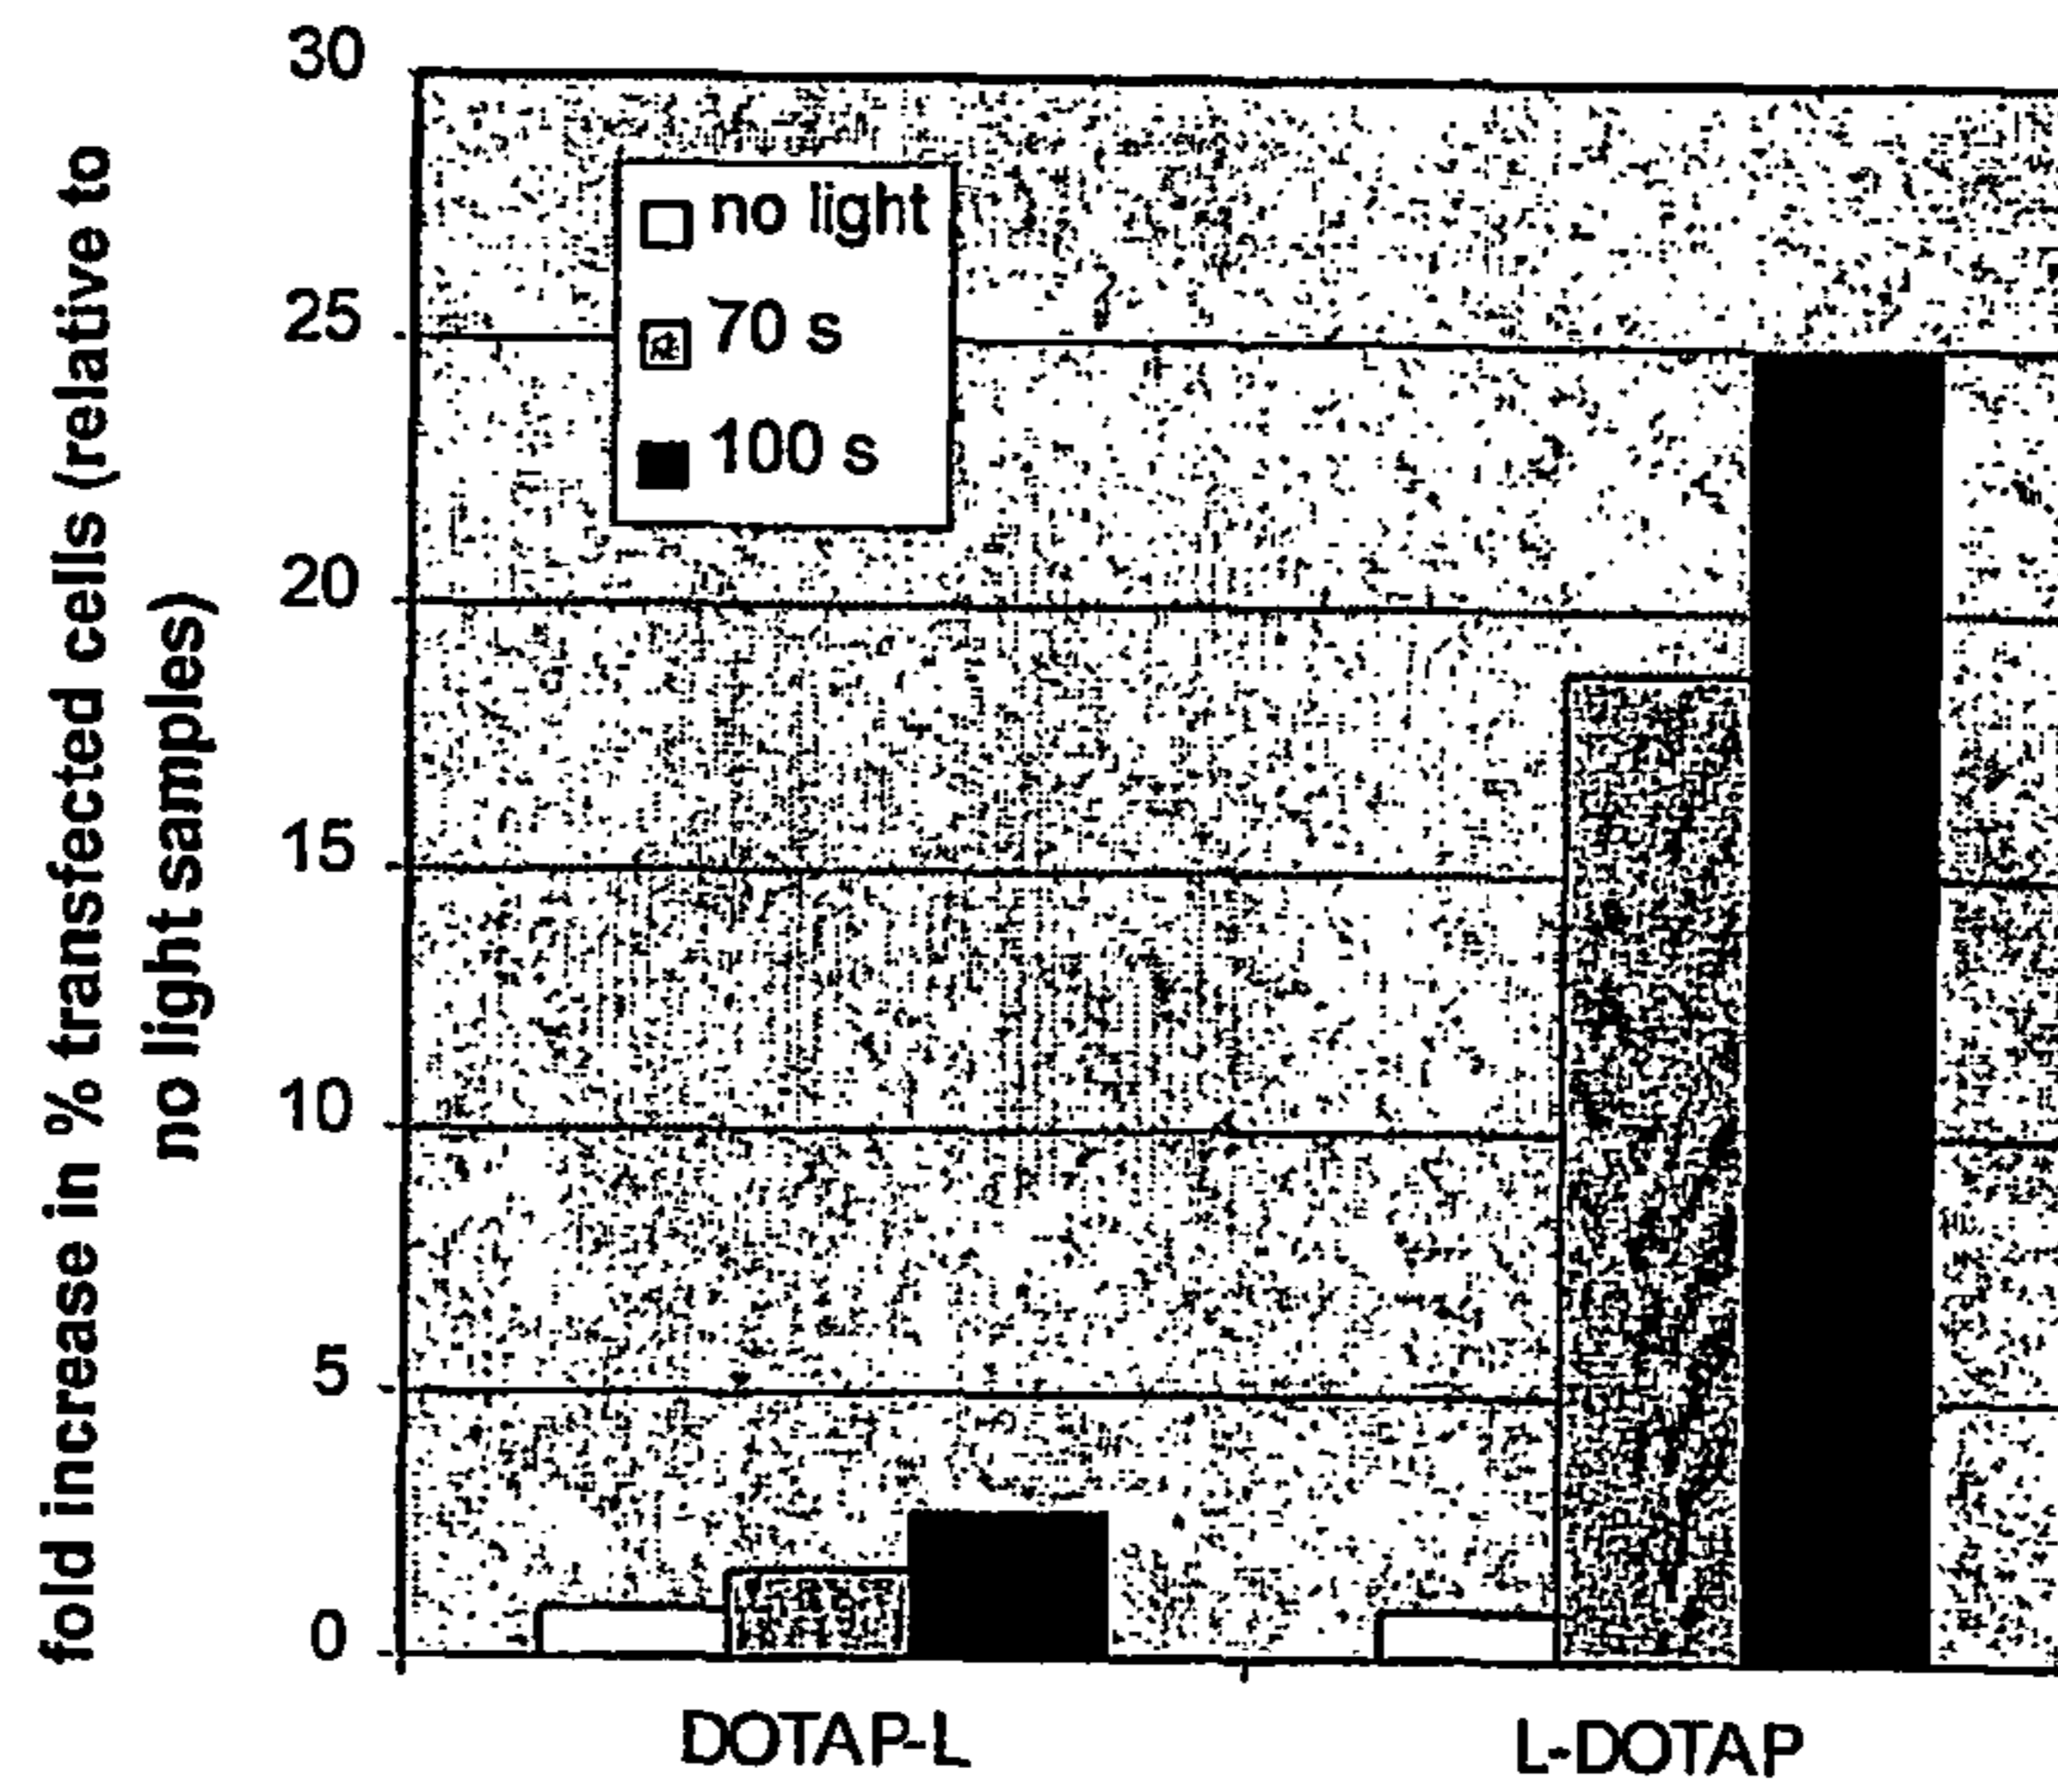 fold increase in % transfected cells (relative to
no light samples)
30
25
20
15
10
5
0
no light
70 s
100 s
DOTAP-L
L-DOTAP